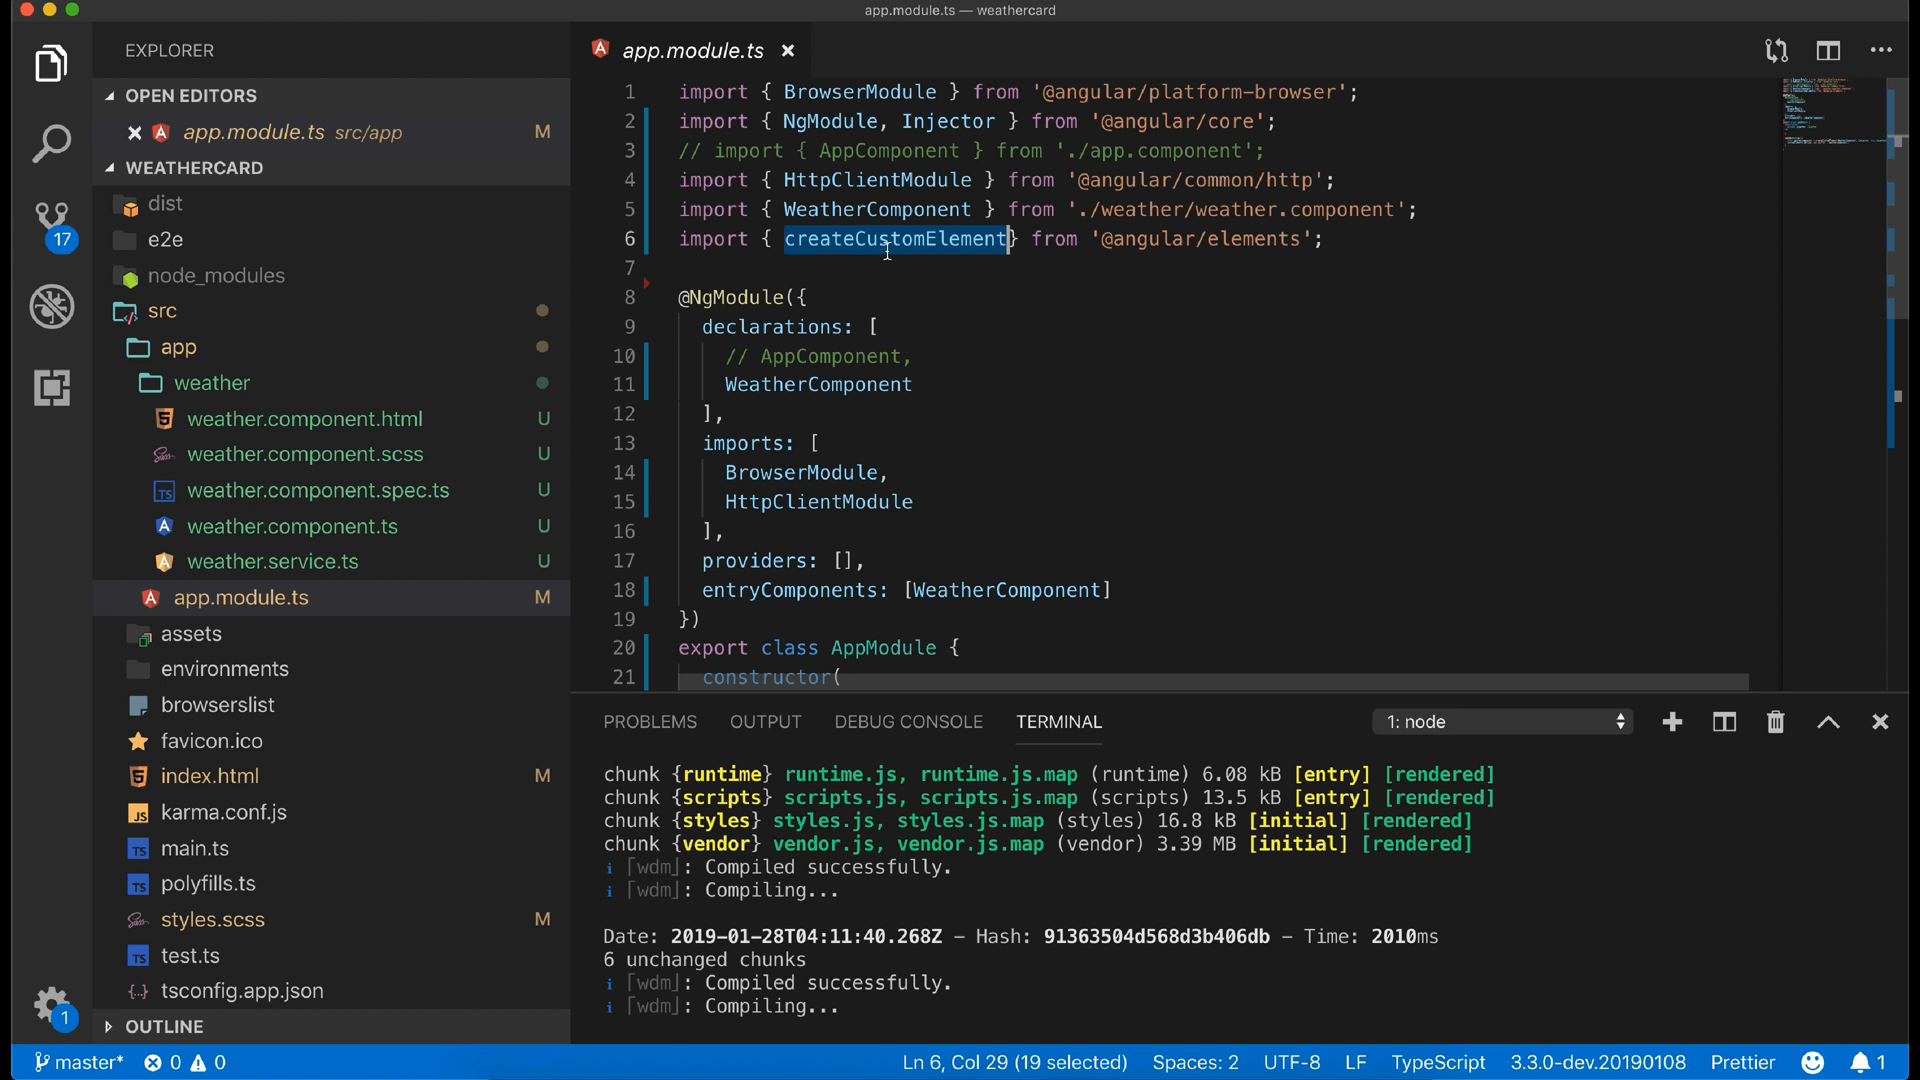 app.module.ts — weathercard
EXPLORER
OPEN EDITORS
app.module.ts src/app M
WEATHERCARD
dist
e2e
node_modules
src
app
weather
weather.component.html U
weather.component.scss U
weather.component.spec.ts U
weather.component.ts U
weather.service.ts U
app.module.ts M
assets
environments
browserslist
favicon.ico
index.html M
karma.conf.js
main.ts
polyfills.ts
styles.scss M
test.ts
tsconfig.app.json
OUTLINE
17
1
app.module.ts
1 import { BrowserModule } from '@angular/platform-browser';
2 import { NgModule, Injector } from '@angular/core';
3 // import { AppComponent } from './app.component';
4 import { HttpClientModule } from '@angular/common/http';
5 import { WeatherComponent } from './weather/weather.component';
6 import { createCustomElement} from '@angular/elements';
7
8 @NgModule({
9 declarations: [
10 // AppComponent,
11 WeatherComponent
12 ],
13 imports: [
14 BrowserModule,
15 HttpClientModule
16 ],
17 providers: [],
18 entryComponents: [WeatherComponent]
19 })
20 export class AppModule {
21 constructor(
PROBLEMS OUTPUT DEBUG CONSOLE TERMINAL 1: node
chunk {runtime} runtime.js, runtime.js.map (runtime) 6.08 kB [entry] [rendered]
chunk {scripts} scripts.js, scripts.js.map (scripts) 13.5 kB [entry] [rendered]
chunk {styles} styles.js, styles.js.map (styles) 16.8 kB [initial] [rendered]
chunk {vendor} vendor.js, vendor.js.map (vendor) 3.39 MB [initial] [rendered]
i ｢wdm｣: Compiled successfully.
i ｢wdm｣: Compiling...
Date: 2019-01-28T04:11:40.268Z - Hash: 91363504d568d3b406db - Time: 2010ms
6 unchanged chunks
i ｢wdm｣: Compiled successfully.
i ｢wdm｣: Compiling...
master* 0 0 Ln 6, Col 29 (19 selected) Spaces: 2 UTF-8 LF TypeScript 3.3.0-dev.20190108 Prettier 1